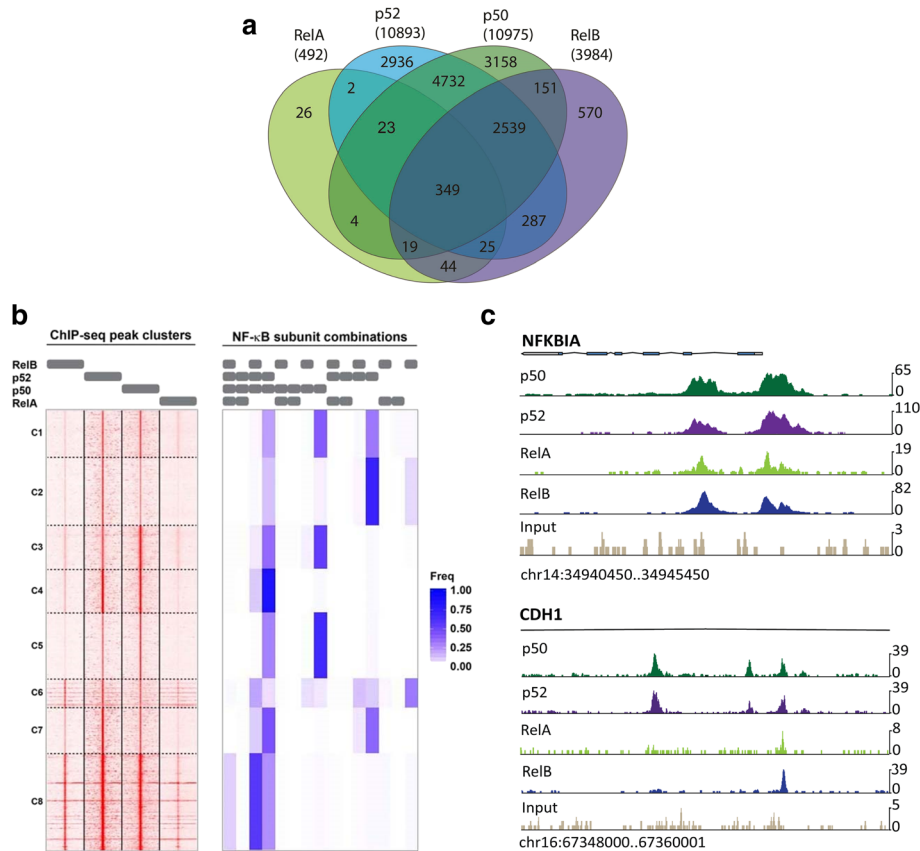 a
RelA
(492)
p52
(10893)
p50
(10975)
RelB
(3984)
26
2
2936
4732
3158
151
570
23
2539
349
4
19
25
287
44
b
ChIP-seq peak clusters
NF-κB subunit combinations
RelB
p52
p50
RelA
C1
C2
C3
C4
C5
C6
C7
C8
Freq
1.00
0.75
0.50
0.25
0.00
c
NFKBIA
p50
65
0
p52
110
0
RelA
19
0
RelB
82
0
Input
3
0
chr14:34940450..34945450
CDH1
p50
39
0
p52
39
0
RelA
8
0
RelB
39
0
Input
5
0
chr16:67348000..67360001